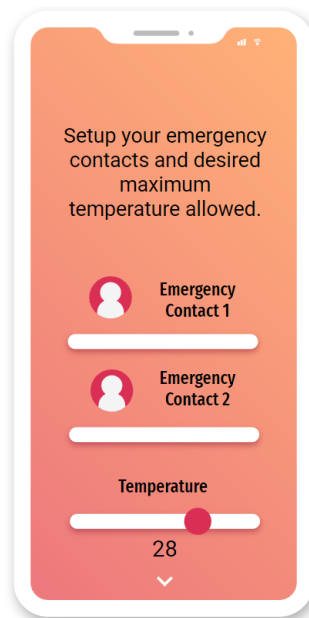 Setup your emergency
contacts and desired
maximum
temperature allowed.
Emergency
Contact 1
Emergency
Contact 2
Temperature
28